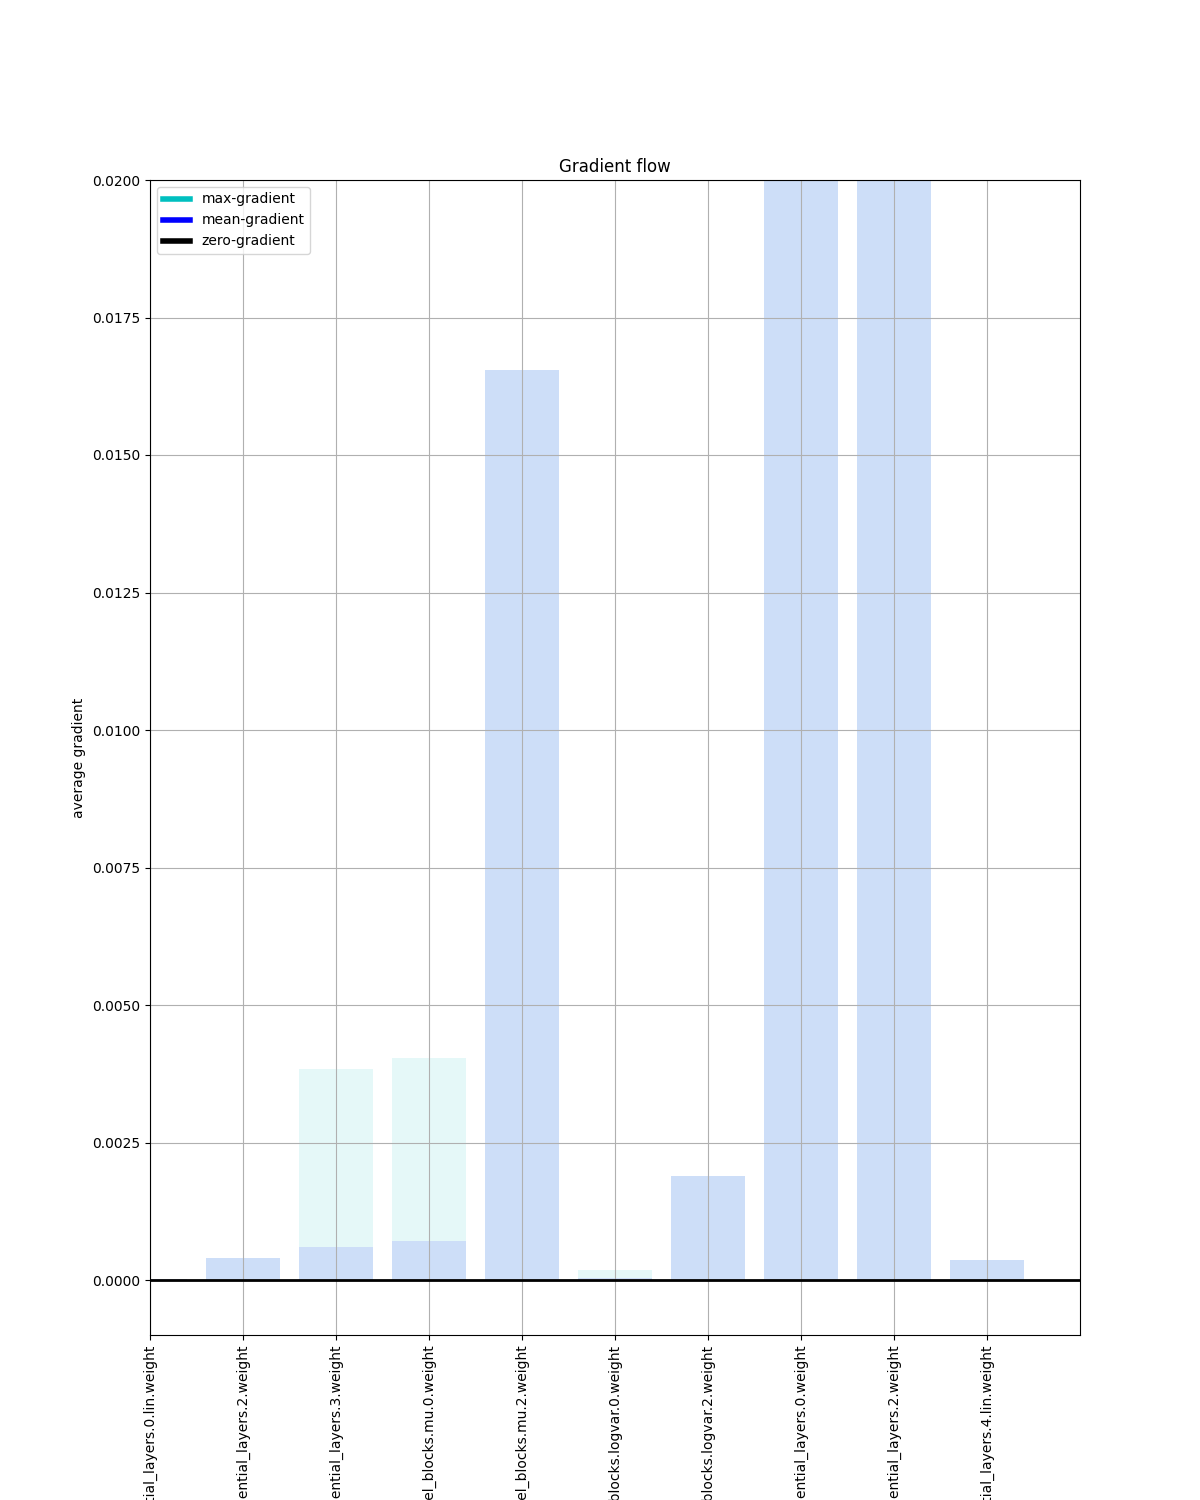 Gradient flow
max-gradient
mean-gradient
zero-gradient
0.0200
0.0175
0.0150
0.0125
0.0100
0.0075
0.0050
0.0025
0.0000
average gradient
tial_layers.0.lin.weight
ential_layers.2.weight
ential_layers.3.weight
el_blocks.mu.0.weight
el_blocks.mu.2.weight
blocks.logvar.0.weight
blocks.logvar.2.weight
ential_layers.0.weight
ential_layers.2.weight
tial_layers.4.lin.weight